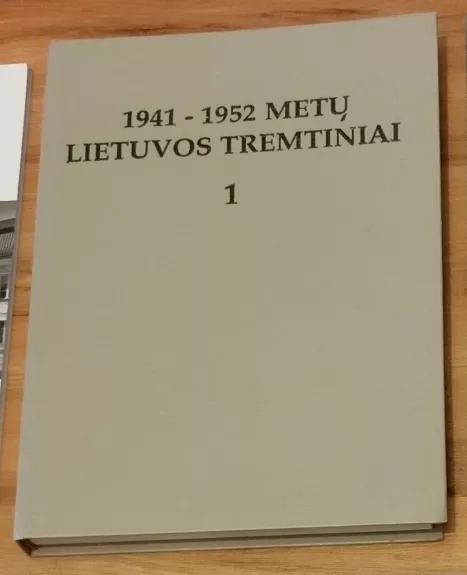 1941 - 1952 METŲ
LIETUVOS TREMTINIAI
1